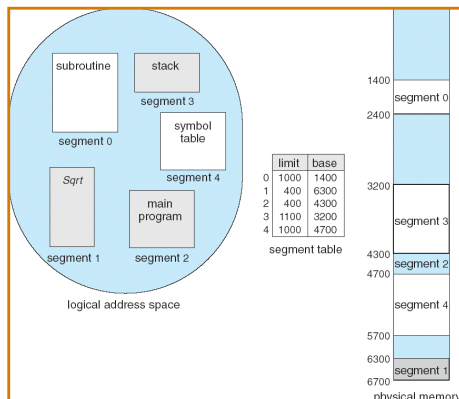 subroutine
stack
segment 3
segment 0
symbol
table
segment 4
Sqrt
main
program
segment 1
segment 2
logical address space
limit base
0 1000 1400
1 400 6300
2 400 4300
3 1100 3200
4 1000 4700
segment table
1400
segment 0
2400
3200
segment 3
4300
segment 2
4700
segment 4
5700
6300
segment 1
6700
physical memory